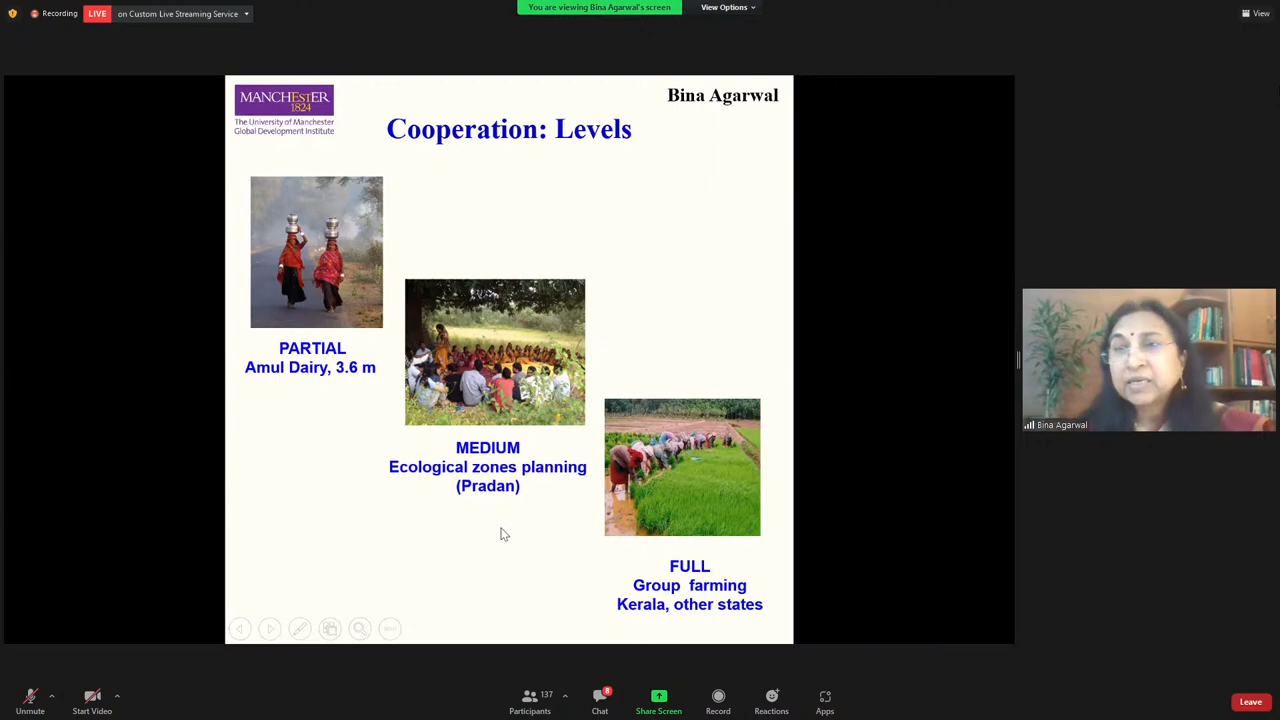 Recording
LIVE
on Custom Live Streaming Service
You are viewing Bina Agarwal's screen
View Options
View
MANCHESTER
1824
The University of Manchester
Global Development Institute
Bina Agarwal
Cooperation: Levels
PARTIAL
Amul Dairy, 3.6 m
MEDIUM
Ecological zones planning
(Pradan)
FULL
Group farming
Kerala, other states
Bina Agarwal
Unmute
Start Video
Participants
137
Chat
8
Share Screen
Record
Reactions
Apps
Leave